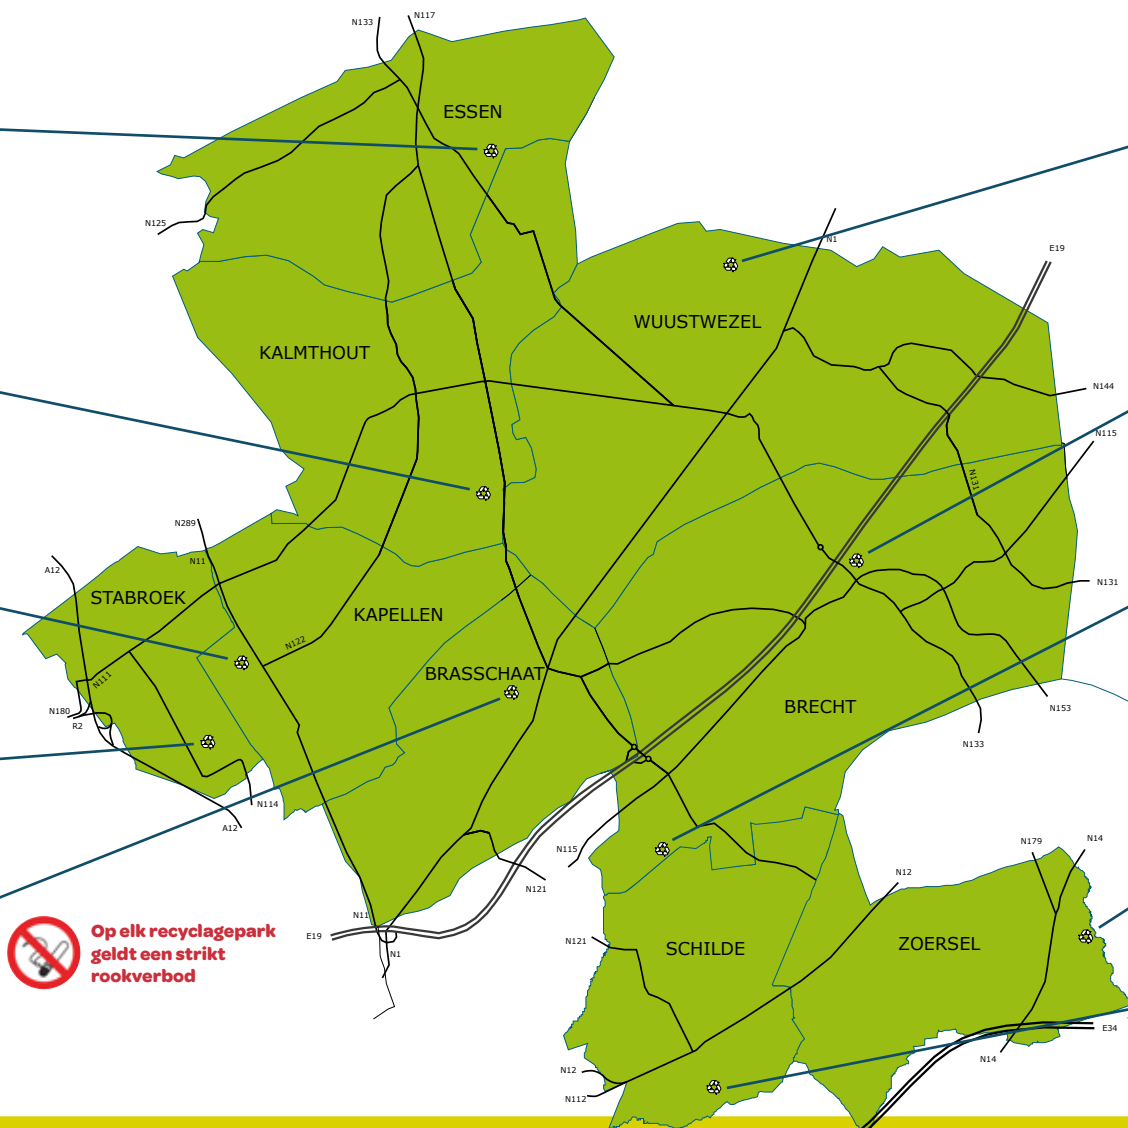 N133
N117
ESSEN
N125
N1
E19
WUUSTWEZEL
KALMTHOUT
N144
N115
N131
N289
N11
A12
N131
STABROEK
KAPELLEN
N122
BRASSCHAAT
N111
N180
R2
BRECHT
N153
N133
N114
A12
N115
N179
N14
N121
N12
N11
E19
N1
Op elk recyclagepark
geldt een strikt
rookverbod
N121
SCHILDE
ZOERSEL
E34
N14
N12
N112